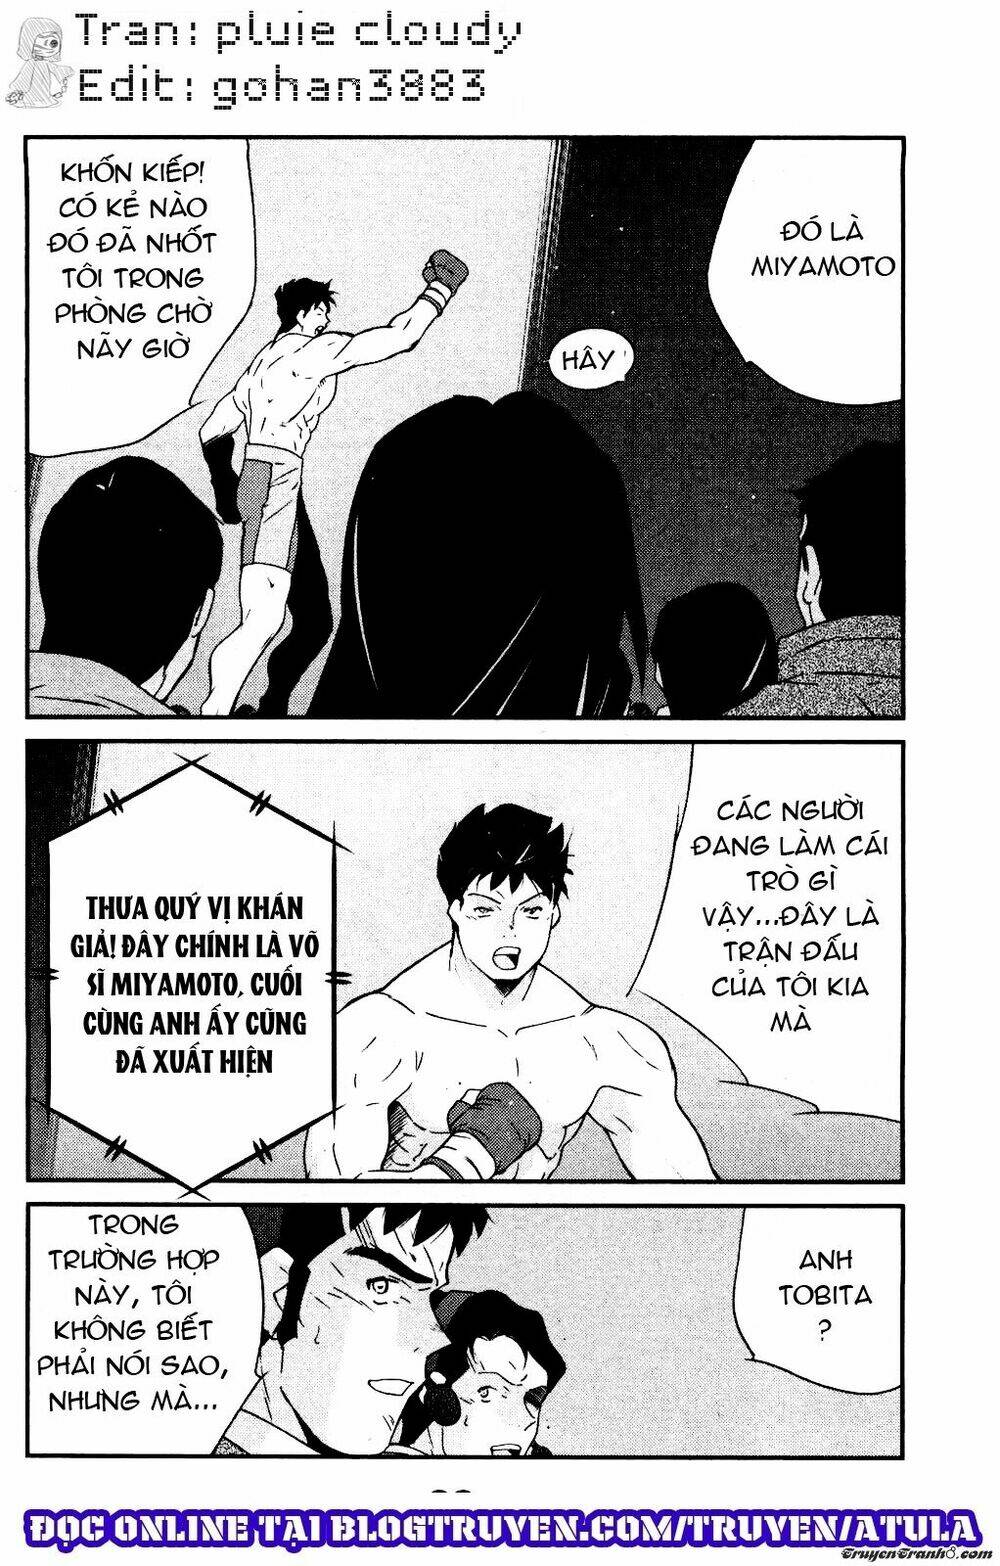 Tran: pluie cloudy
Edit: gohan3883
ĐÓ LÀ
MIYAMOTO
HÂY
KHỐN KIẾP!
CÓ KẺ NÀO
ĐÓ ĐÃ NHỐT
TÔI TRONG
PHÒNG CHỜ
NÃY GIỜ
CÁC NGƯỜI
ĐANG LÀM CÁI
TRÒ GÌ
VẬY...ĐÂY LÀ
TRẬN ĐẤU
CỦA TÔI KIA
MÀ
THƯA QUÝ VỊ KHÁN
GIẢ! ĐÂY CHÍNH LÀ VÕ
SĨ MIYAMOTO, CUỐI
CÙNG ANH ẤY CŨNG
ĐÃ XUẤT HIỆN
ANH
TOBITA
?
TRONG
TRƯỜNG HỢP
NÀY, TÔI
KHÔNG BIẾT
PHẢI NÓI SAO,
NHƯNG MÀ...
ĐỌC ONLINE TẠI BLOGTRUYEN.COM/TRUYEN/ATULA
TruyenTranh8.com